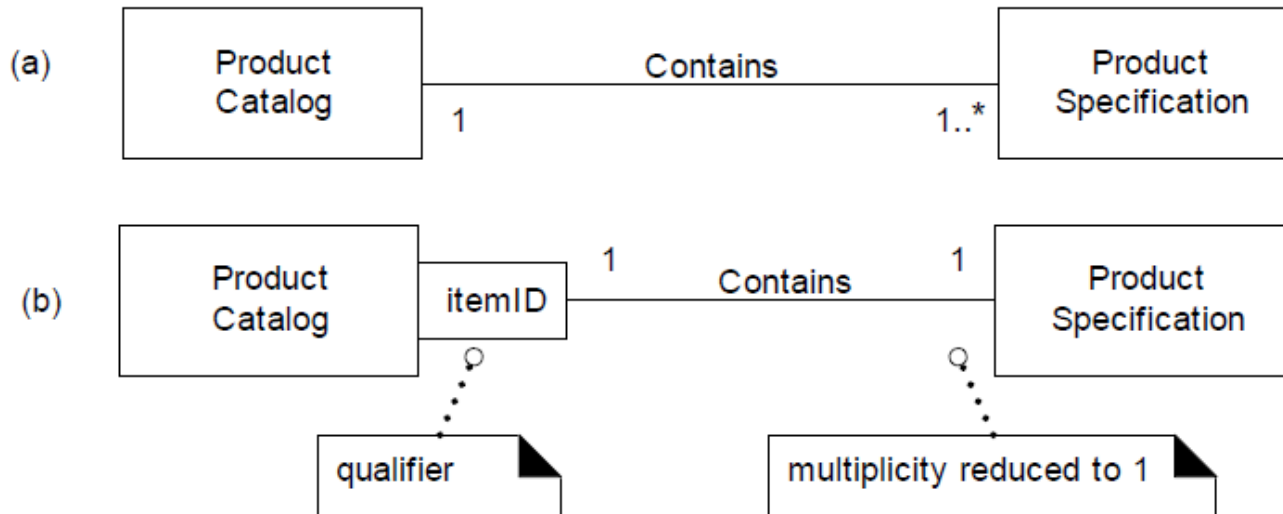 (a)
Product
Catalog
Contains
1
1..*
Product
Specification
(b)
Product
Catalog
itemID
1
Contains
1
Product
Specification
qualifier
multiplicity reduced to 1